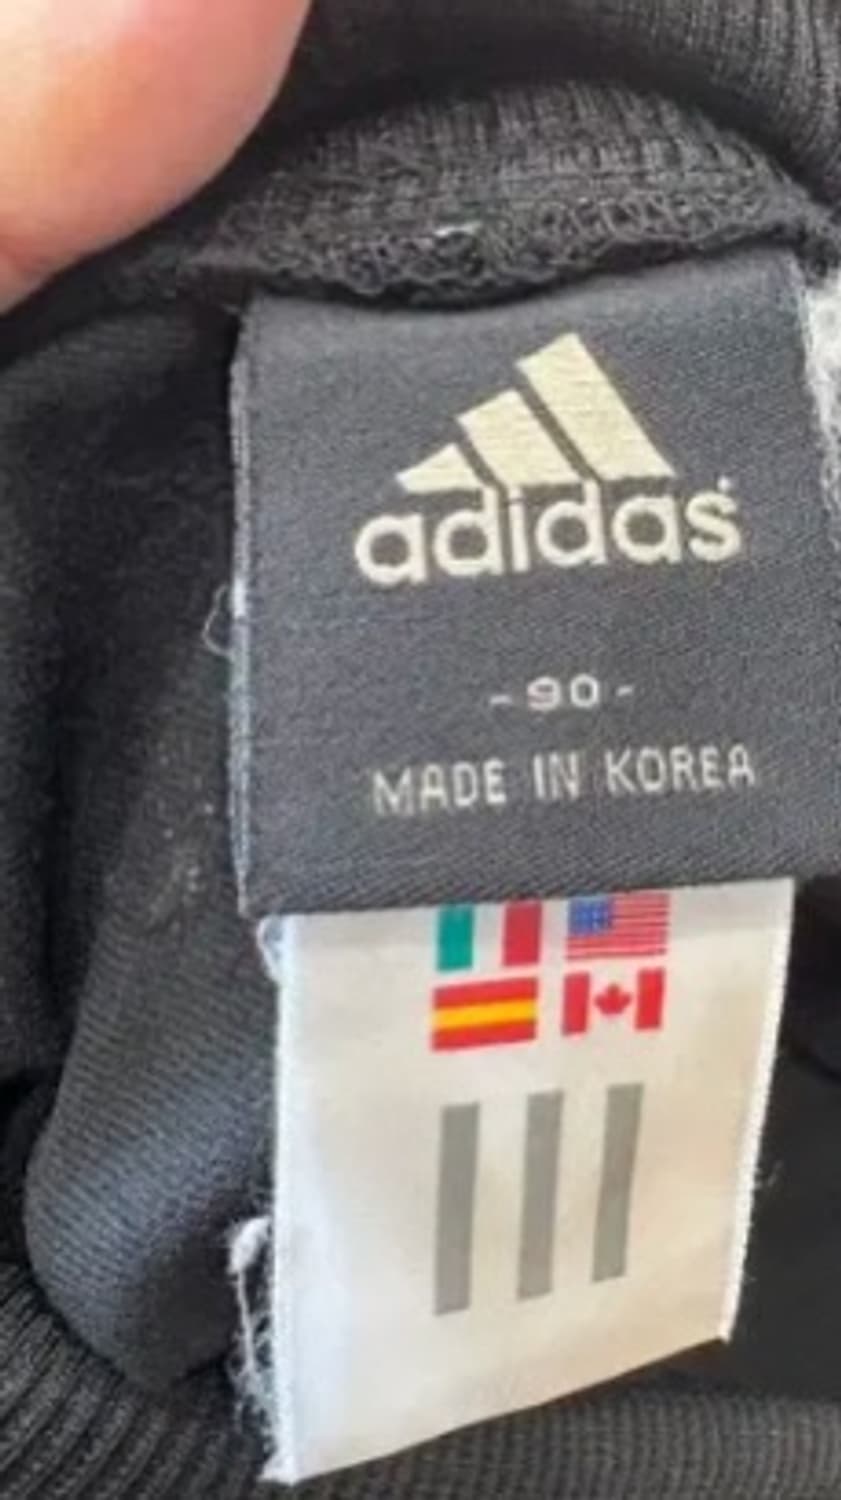 adidas
- 90 -
MADE IN KOREA